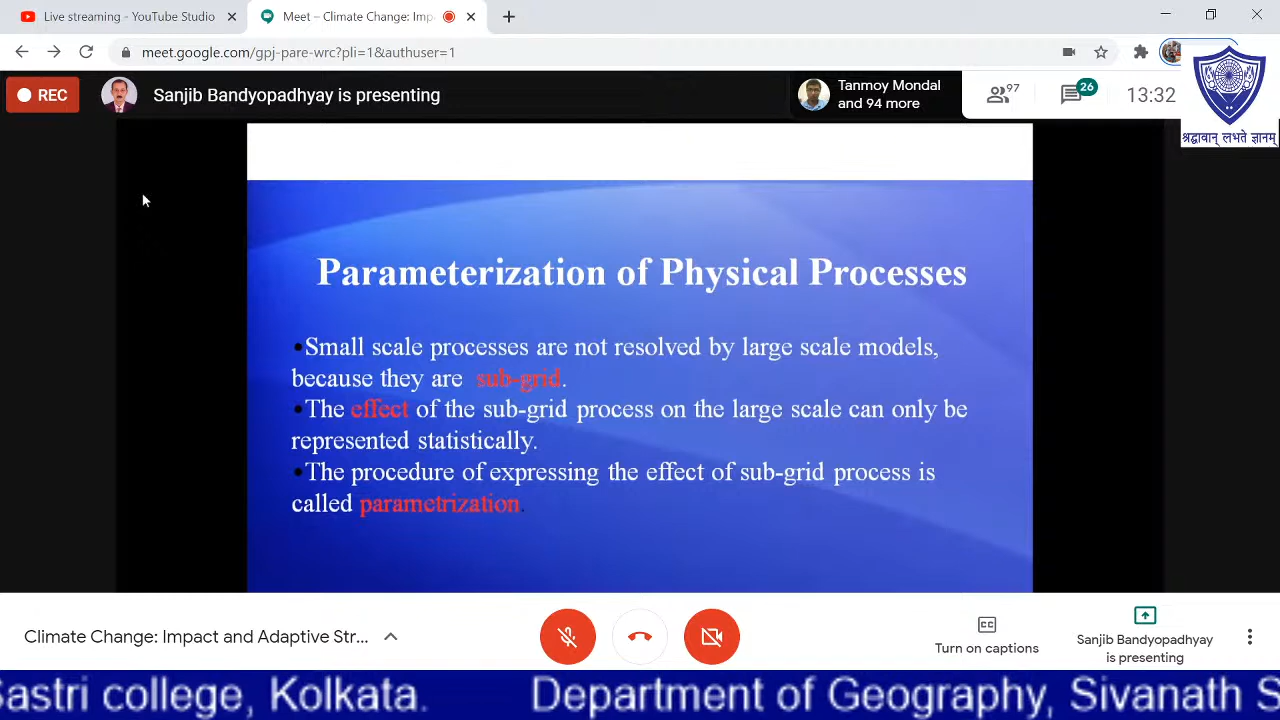 Live streaming - YouTube Studio
Meet – Climate Change: Imp
meet.google.com/gpj-pare-wrc?pli=1&authuser=1
REC
Sanjib Bandyopadhyay is presenting
Tanmoy Mondal
and 94 more
97
26
13:32
श्रद्धावान् लभते ज्ञानम्
Parameterization of Physical Processes
•Small scale processes are not resolved by large scale models,
because they are sub-grid.
•The effect of the sub-grid process on the large scale can only be
represented statistically.
•The procedure of expressing the effect of sub-grid process is
called parametrization.
Climate Change: Impact and Adaptive Str...
CC
Turn on captions
Sanjib Bandyopadhyay
is presenting
Sastri college, Kolkata. Department of Geography, Sivanath S